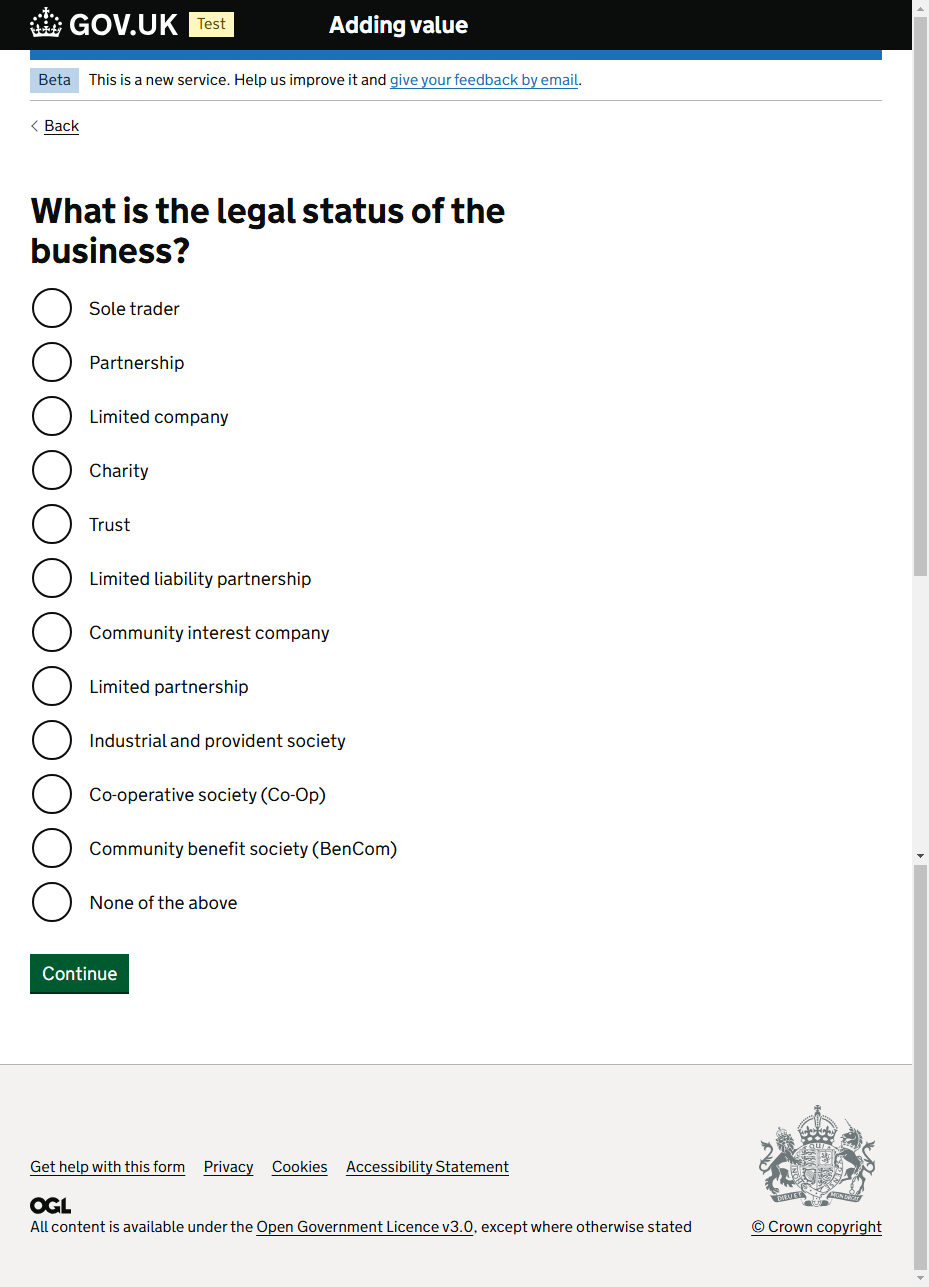 GOV.UK Test Adding value
Beta This is a new service. Help us improve it and give your feedback by email.
Back
What is the legal status of the
business?
Sole trader
Partnership
Limited company
Charity
Trust
Limited liability partnership
Community interest company
Limited partnership
Industrial and provident society
Co-operative society (Co-Op)
Community benefit society (BenCom)
None of the above
Continue
Get help with this form Privacy Cookies Accessibility Statement
OGL
All content is available under the Open Government Licence v3.0, except where otherwise stated
© Crown copyright